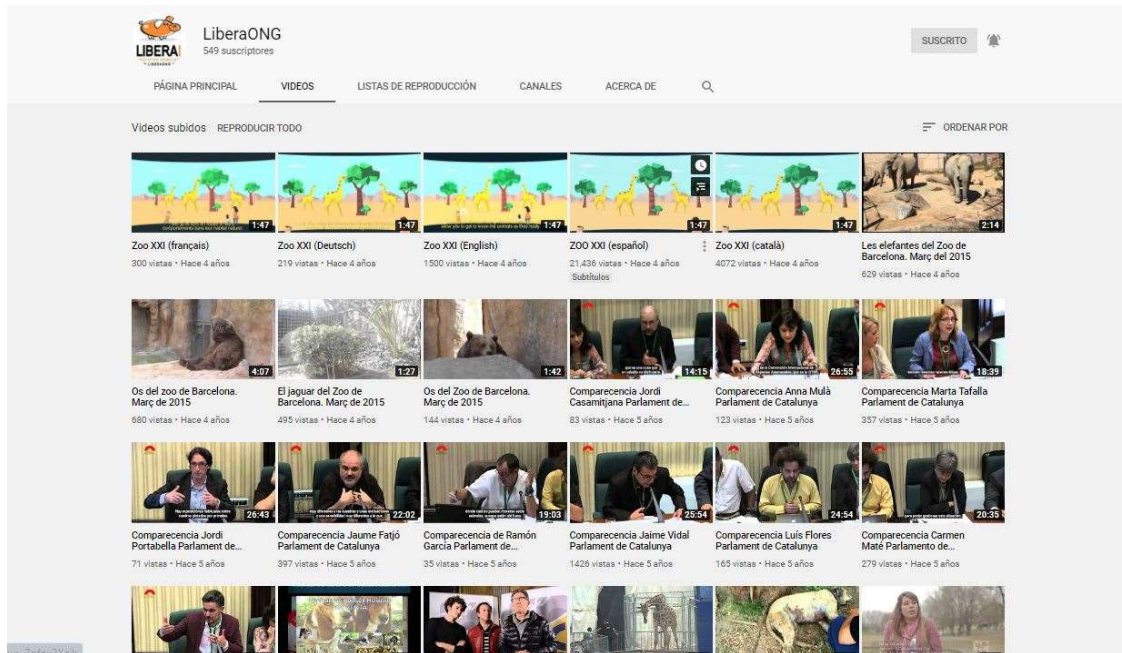 LiberaONG
549 suscriptores
LIBERA!
SUSCRITO
PÁGINA PRINCIPAL VIDEOS LISTAS DE REPRODUCCIÓN CANALES ACERCA DE
Videos subidos REPRODUCIR TODO ORDENAR POR
1:47 1:47 1:47 1:47 1:47 2:14
Zoo XXI (français)
300 vistas • Hace 4 años
Zoo XXI (Deutsch)
219 vistas • Hace 4 años
Zoo XXI (English)
1500 vistas • Hace 4 años
ZOO XXI (español)
21.436 vistas • Hace 4 años
Subtítulos
Zoo XXI (català)
4072 vistas • Hace 4 años
Les elefantes del Zoo de
Barcelona. Març del 2015
629 vistas • Hace 4 años
4:07 1:27 1:42 14:15 26:55 18:39
Os del zoo de Barcelona.
Març de 2015
680 vistas • Hace 4 años
El jaguar del Zoo de
Barcelona. Març de 2015
495 vistas • Hace 4 años
Os del Zoo de Barcelona.
Març de 2015
144 vistas • Hace 4 años
Comparecencia Jordi
Casamitjana Parlament de...
83 vistas • Hace 5 años
Comparecencia Anna Mulà
Parlament de Catalunya
123 vistas • Hace 5 años
Comparecencia Marta Tafalla
Parlament de Catalunya
357 vistas • Hace 5 años
26:43 22:02 19:03 25:54 24:54 20:35
Comparecencia Jordi
Portabella Parlament de...
71 vistas • Hace 5 años
Comparecencia Jaume Fatjó
Parlament de Catalunya
397 vistas • Hace 5 años
Comparecencia de Ramón
García Parlament de...
35 vistas • Hace 5 años
Comparecencia Jaime Vidal
Parlament de Catalunya
1426 vistas • Hace 5 años
Comparecencia Luís Flores
Parlament de Catalunya
165 vistas • Hace 5 años
Comparecencia Carmen
Maté Parlamento de...
279 vistas • Hace 5 años